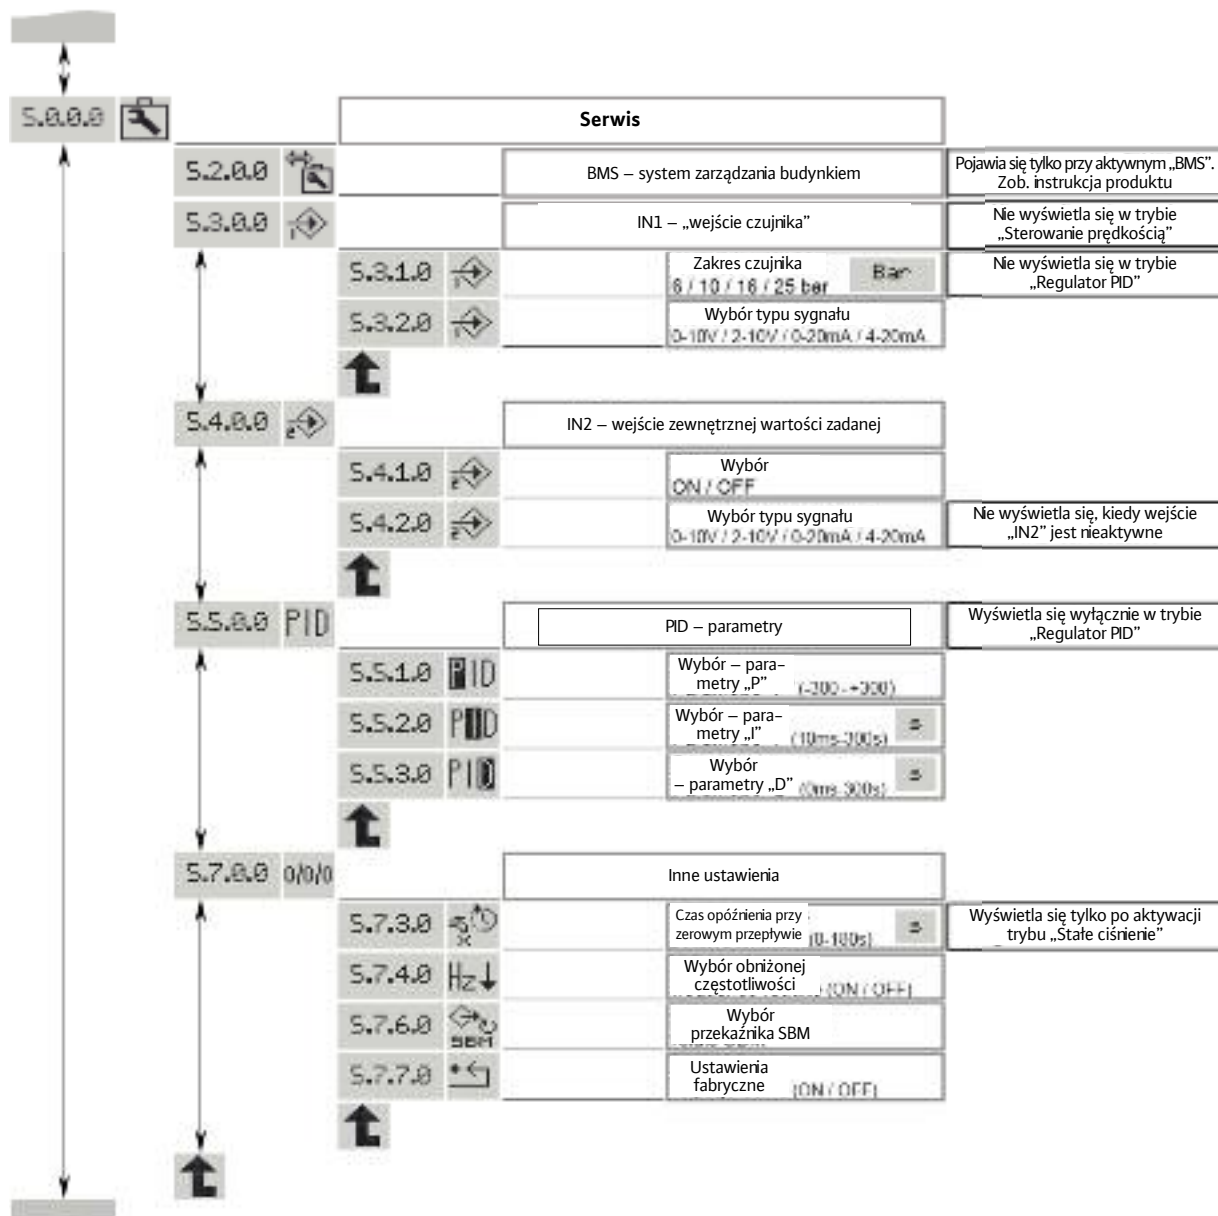 5.0.0.0
Serwis
5.2.0.0
BMS – system zarządzania budynkiem
Pojawia się tylko przy aktywnym „BMS”.
Zob. instrukcja produktu
5.3.0.0
1
IN1 – „wejście czujnika”
Nie wyświetla się w trybie
„Sterowanie prędkością”
5.3.1.0
1
Zakres czujnika
6 / 10 / 16 / 25 bar
Bar
Nie wyświetla się w trybie
„Regulator PID”
5.3.2.0
1
Wybór typu sygnału
0-10V / 2-10V / 0-20mA / 4-20mA
5.4.0.0
2
IN2 – wejście zewnętrznej wartości zadanej
5.4.1.0
2
Wybór
ON / OFF
5.4.2.0
2
Wybór typu sygnału
0-10V / 2-10V / 0-20mA / 4-20mA
Nie wyświetla się, kiedy wejście
„IN2” jest nieaktywne
5.5.0.0 PID
PID – parametry
Wyświetla się wyłącznie w trybie
„Regulator PID”
5.5.1.0 PID
Wybór – para–
metry „P” (-300 - +300)
5.5.2.0 PID
Wybór – para–
metry „I” (10ms-300s)
s
5.5.3.0 PID
Wybór
– parametry „D” (0ms-300s)
s
5.7.0.0 0/0/0
Inne ustawienia
5.7.3.0
Czas opóźnienia przy
zerowym przepływie (0-180s)
s
Wyświetla się tylko po aktywacji
trybu „Stałe ciśnienie”
5.7.4.0 Hz
Wybór obniżonej
częstotliwości (ON / OFF)
5.7.6.0 SBM
Wybór
przekaźnika SBM
5.7.7.0
Ustawienia
fabryczne (ON / OFF)